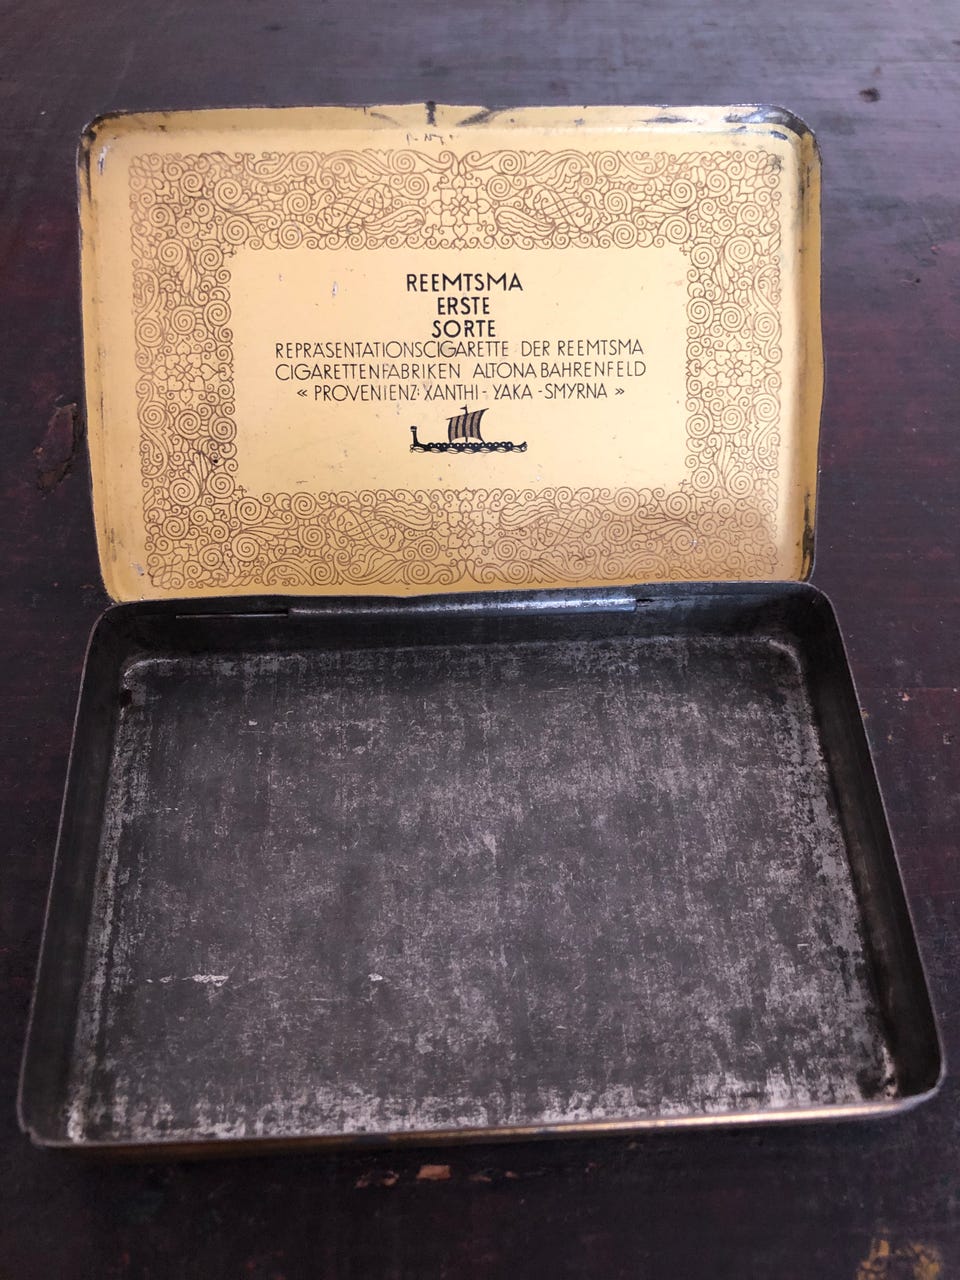 REEMTSMA
ERSTE
SORTE
REPRÄSENTATIONSCIGARETTE DER REEMTSMA
CIGARETTENFABRIKEN ALTONA BAHRENFELD
« PROVENIENZ: XANTHI - YAKA - SMYRNA »